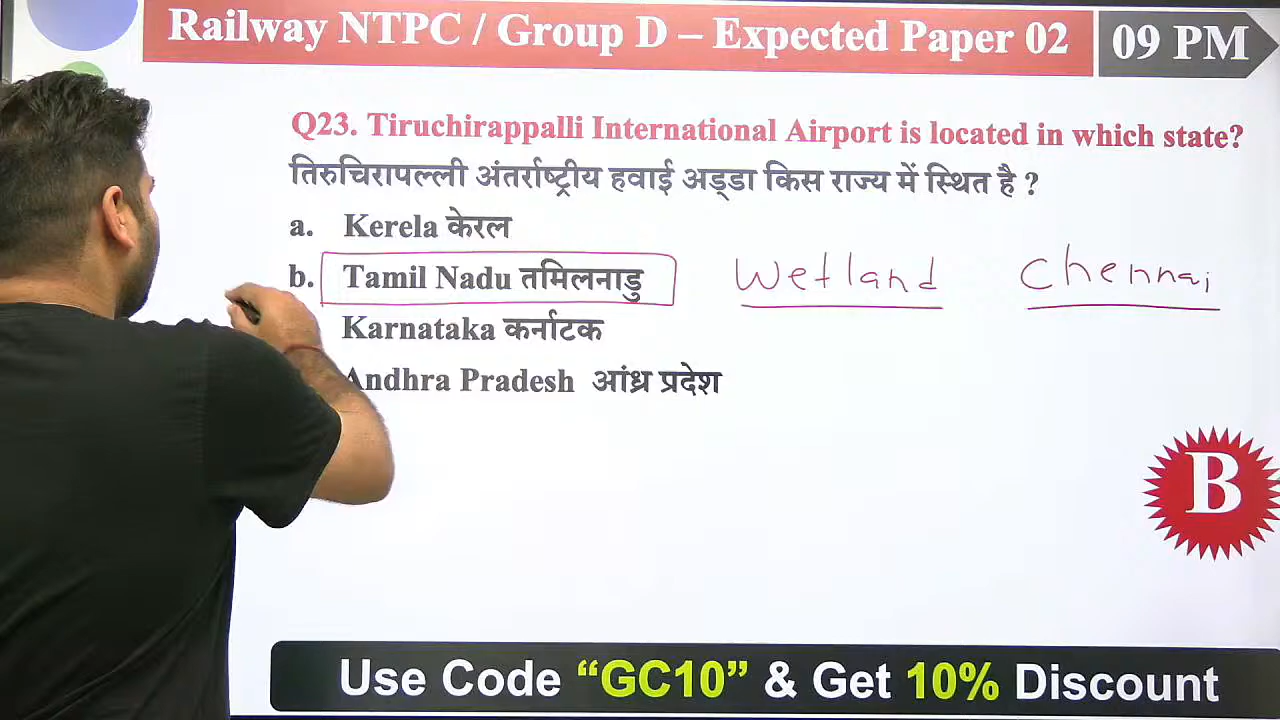 Railway NTPC / Group D – Expected Paper 02 09 PM
Q23. Tiruchirappalli International Airport is located in which state?
तिरुचिरापल्ली अंतर्राष्ट्रीय हवाई अड्डा किस राज्य में स्थित है ?
a. Kerela केरल
b. Tamil Nadu तमिलनाडु Wetland Chennai
Karnataka कर्नाटक
Andhra Pradesh आंध्र प्रदेश
B
Use Code “GC10” & Get 10% Discount